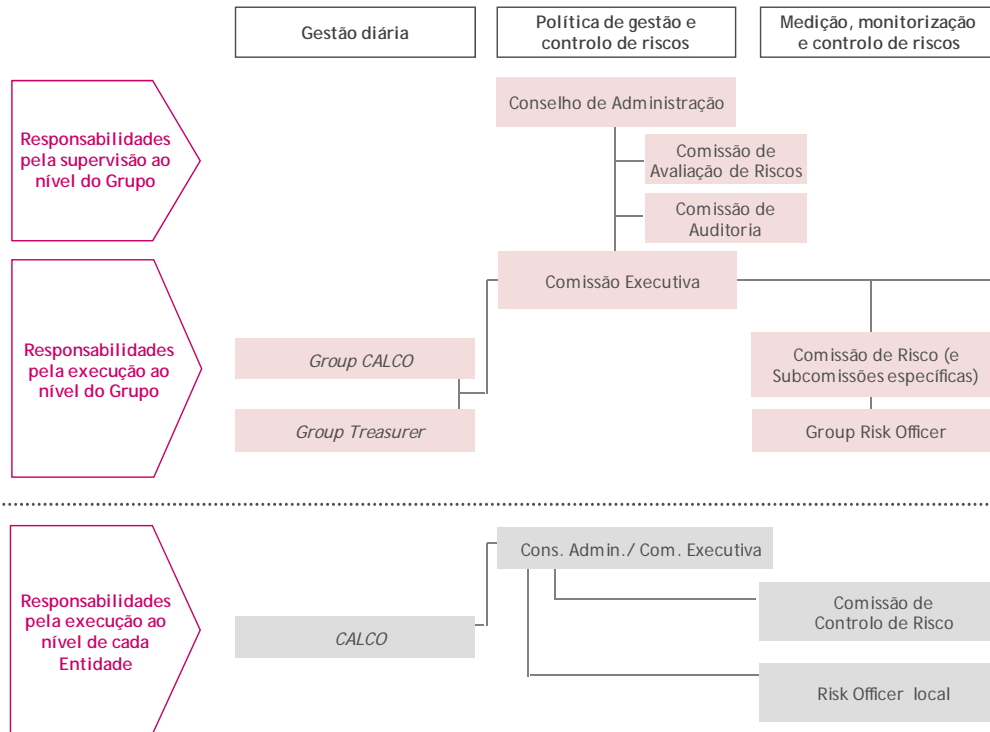 Gestão diária
Política de gestão e
controlo de riscos
Medição, monitorização
e controlo de riscos
Responsabilidades
pela supervisão ao
nível do Grupo
Conselho de Administração
Comissão de
Avaliação de Riscos
Comissão de
Auditoria
Responsabilidades
pela execução ao
nível do Grupo
Comissão Executiva
Group CALCO
Group Treasurer
Comissão de Risco (e
Subcomissões específicas)
Group Risk Officer
Responsabilidades
pela execução ao
nível de cada
Entidade
Cons. Admin./ Com. Executiva
CALCO
Comissão de
Controlo de Risco
Risk Officer local